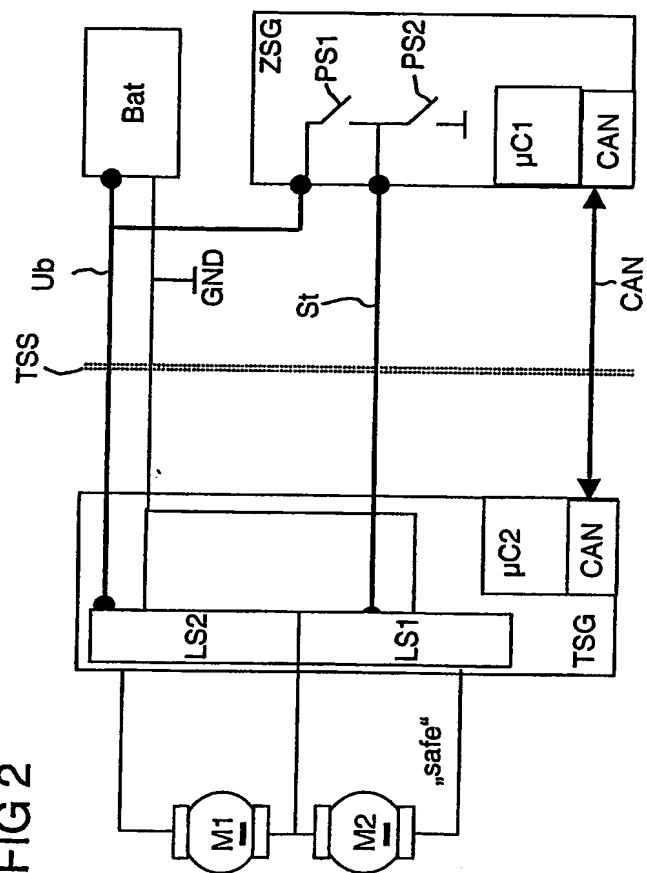 FIG 2
TSS
Ub
Bat
ZSG
PS1
PS2
GND
St
µC1
CAN
CAN
LS2
LS1
µC2
CAN
TSG
M1
M2
„safe“